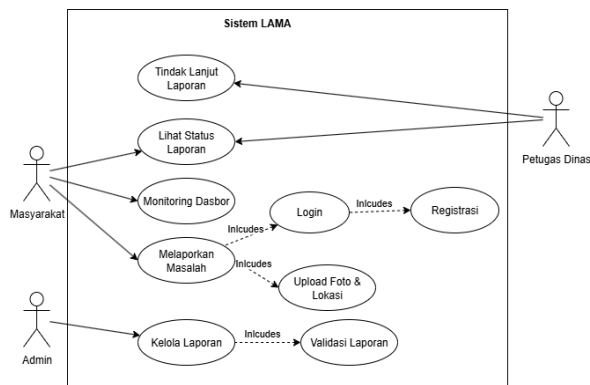 Sistem LAMA
Tindak Lanjut
Laporan
Lihat Status
Laporan
Petugas Dinas
Masyarakat
Monitoring Dasbor
Login
Inlcudes
Registrasi
Inlcudes
Melaporkan
Masalah
Inlcudes
Upload Foto &
Lokasi
Kelola Laporan
Inlcudes
Validasi Laporan
Admin